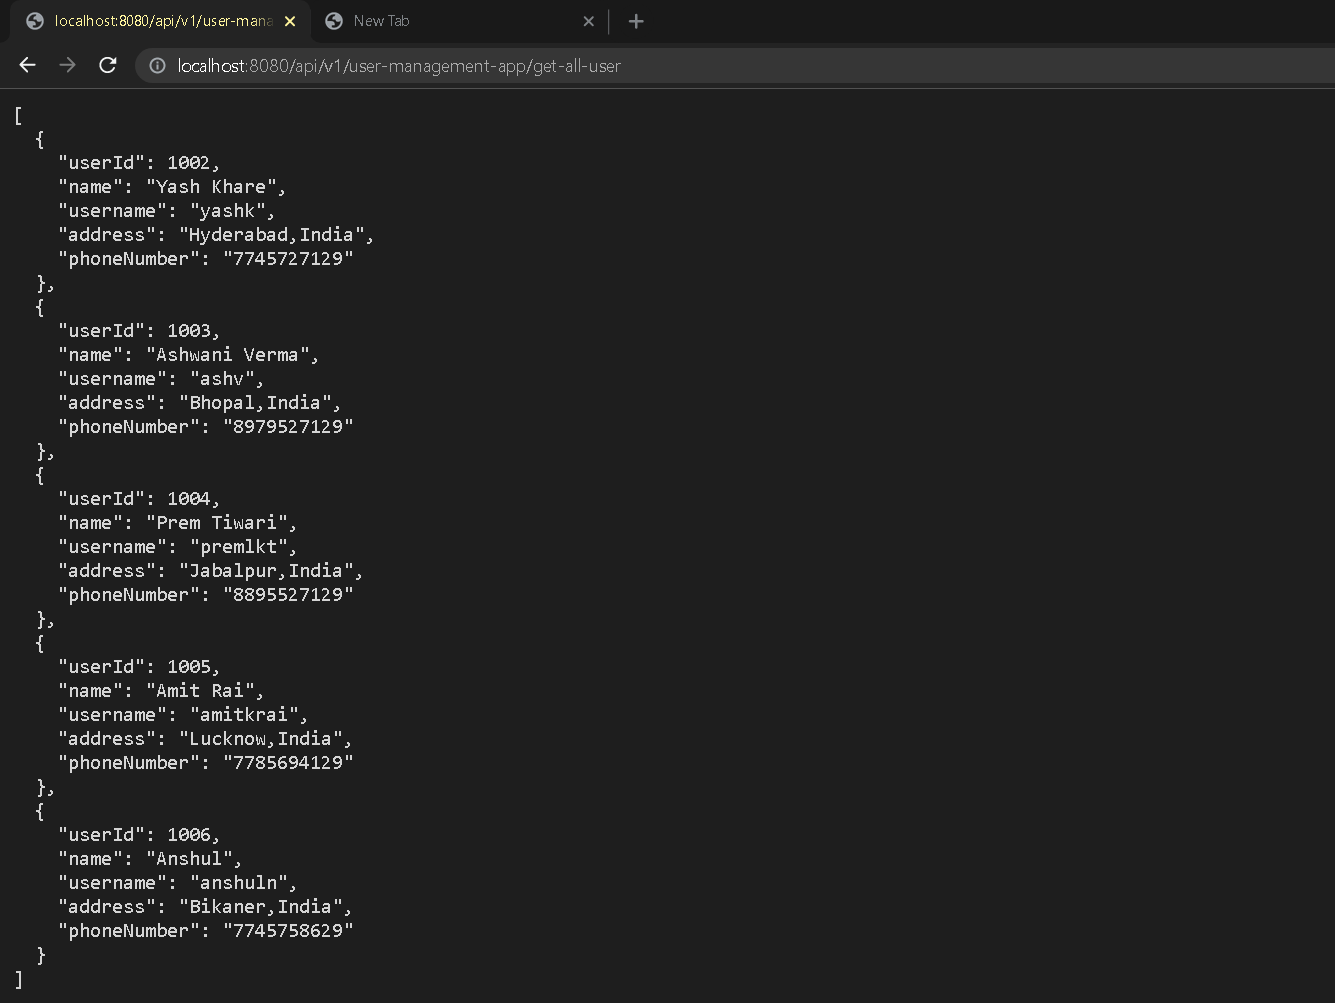 localhost:8080/api/v1/user-mana
New Tab
localhost:8080/api/v1/user-management-app/get-all-user
[
  {
    "userId": 1002,
    "name": "Yash Khare",
    "username": "yashk",
    "address": "Hyderabad,India",
    "phoneNumber": "7745727129"
  },
  {
    "userId": 1003,
    "name": "Ashwani Verma",
    "username": "ashv",
    "address": "Bhopal,India",
    "phoneNumber": "8979527129"
  },
  {
    "userId": 1004,
    "name": "Prem Tiwari",
    "username": "premlkt",
    "address": "Jabalpur,India",
    "phoneNumber": "8895527129"
  },
  {
    "userId": 1005,
    "name": "Amit Rai",
    "username": "amitkrai",
    "address": "Lucknow,India",
    "phoneNumber": "7785694129"
  },
  {
    "userId": 1006,
    "name": "Anshul",
    "username": "anshuln",
    "address": "Bikaner,India",
    "phoneNumber": "7745758629"
  }
]